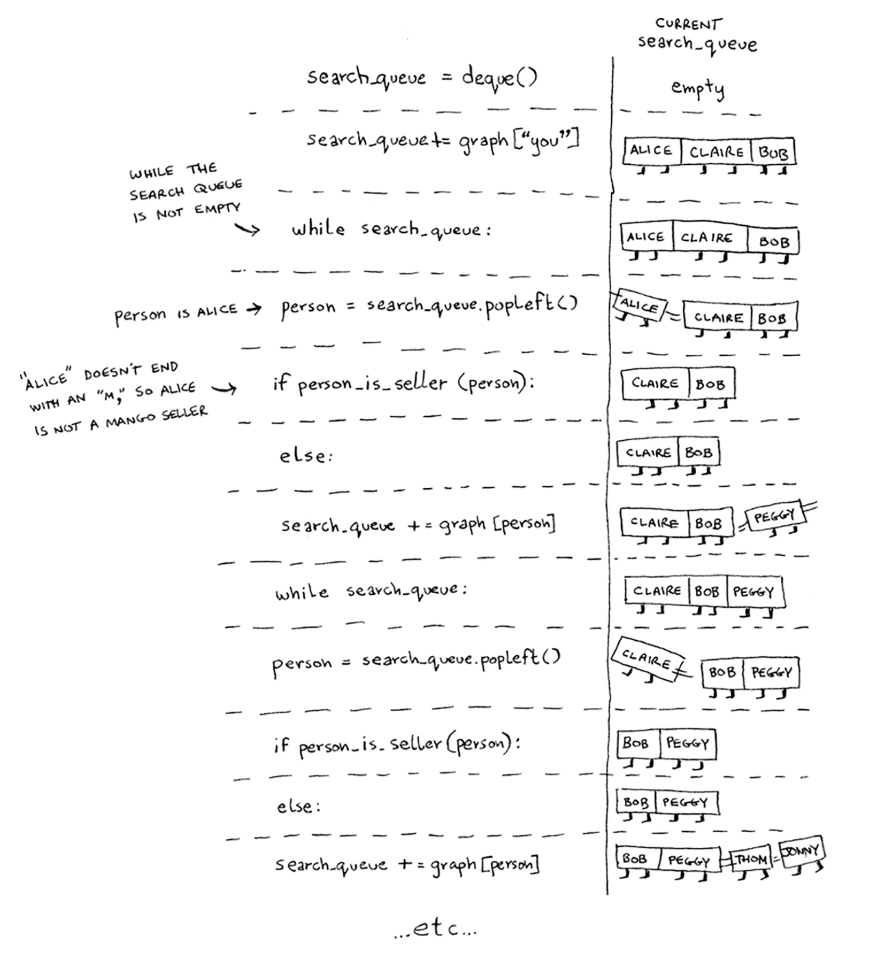 CURRENT
search_queue
search_queue = deque()
empty
search_queue += graph["you"]
ALICE CLAIRE BOB
WHILE THE
SEARCH QUEUE
IS NOT EMPTY
while search_queue:
ALICE CLAIRE BOB
PERSON IS ALICE → person = search_queue.popleft()
ALICE CLAIRE BOB
"ALICE" DOESN'T END
WITH AN "M," SO ALICE
IS NOT A MANGO SELLER
if person_is_seller (person):
CLAIRE BOB
else:
CLAIRE BOB
search_queue += graph [person]
CLAIRE BOB PEGGY
while search_queue:
CLAIRE BOB PEGGY
person = search_queue.popleft()
CLAIRE BOB PEGGY
if person_is_seller(person):
BOB PEGGY
else:
BOB PEGGY
search_queue += graph[person]
BOB PEGGY THOM JONNY
...etc...